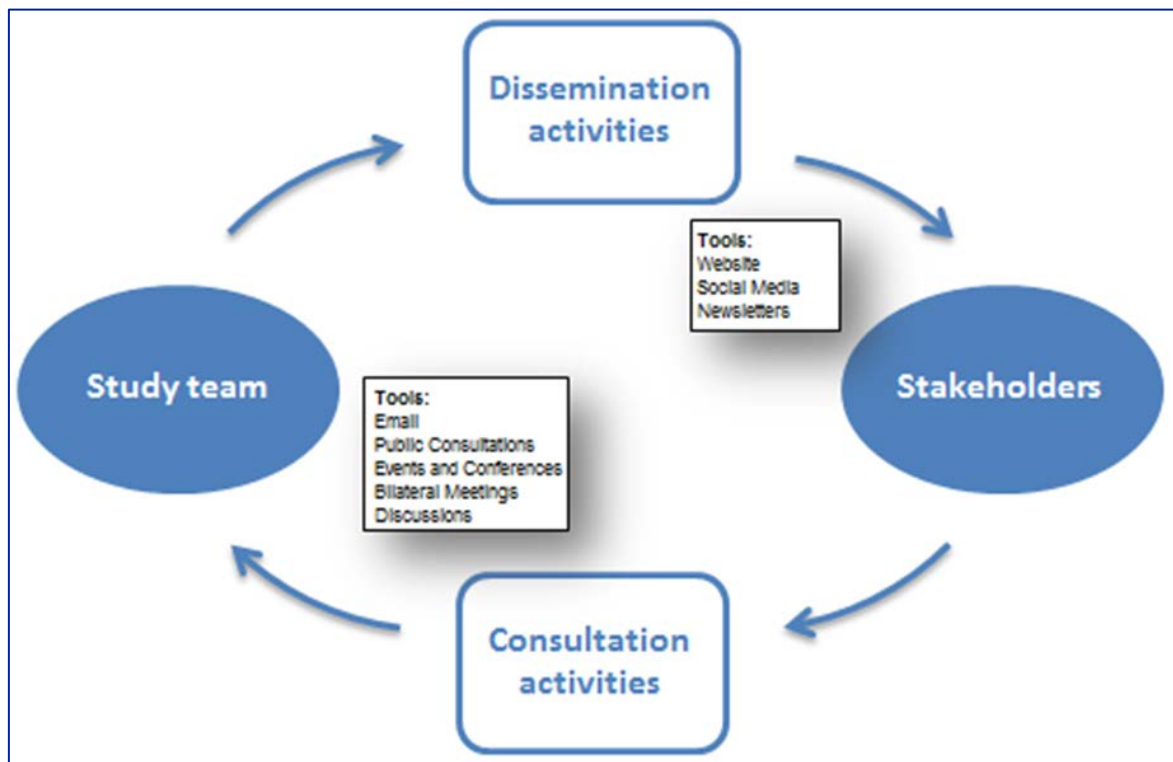 Dissemination
activities
Tools:
Website
Social Media
Newsletters
Study team
Stakeholders
Tools:
Email
Public Consultations
Events and Conferences
Bilateral Meetings
Discussions
Consultation
activities